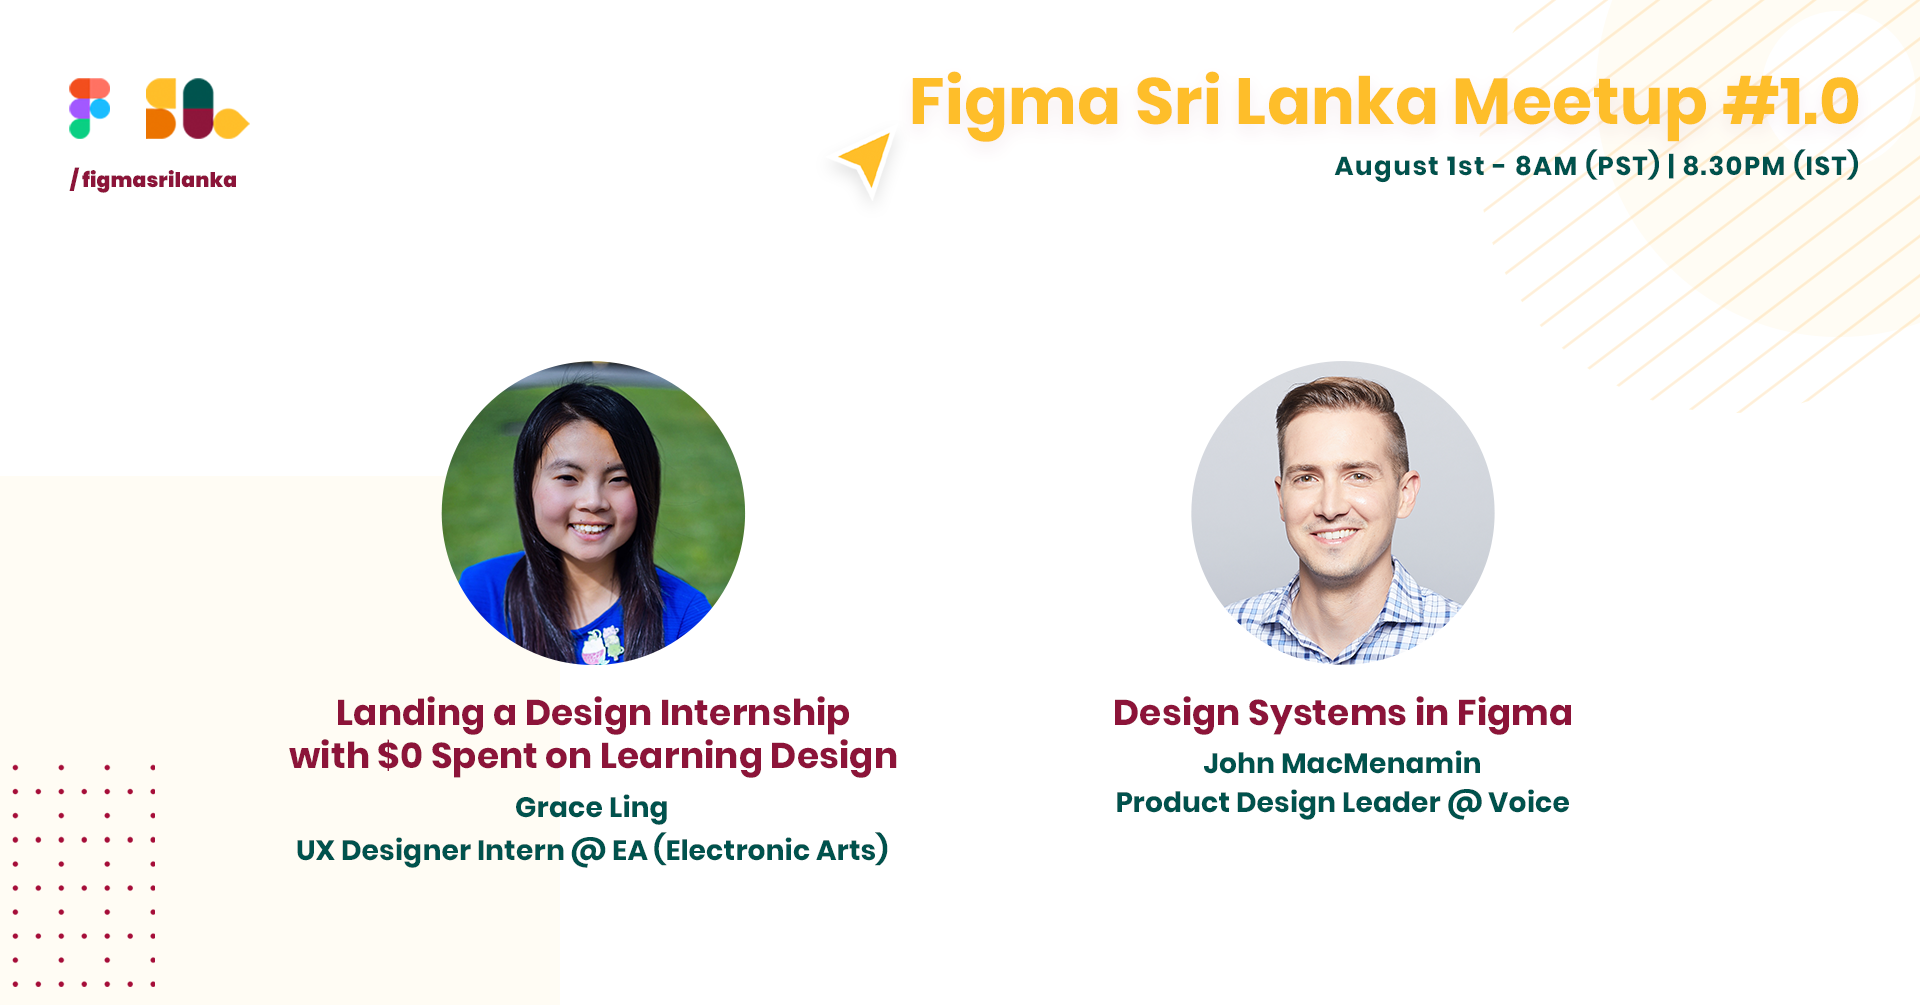 /figmasrilanka
Figma Sri Lanka Meetup #1.0
August 1st - 8AM (PST) | 8.30PM (IST)
Landing a Design Internship
with $0 Spent on Learning Design
Grace Ling
UX Designer Intern @ EA (Electronic Arts)
Design Systems in Figma
John MacMenamin
Product Design Leader @ Voice